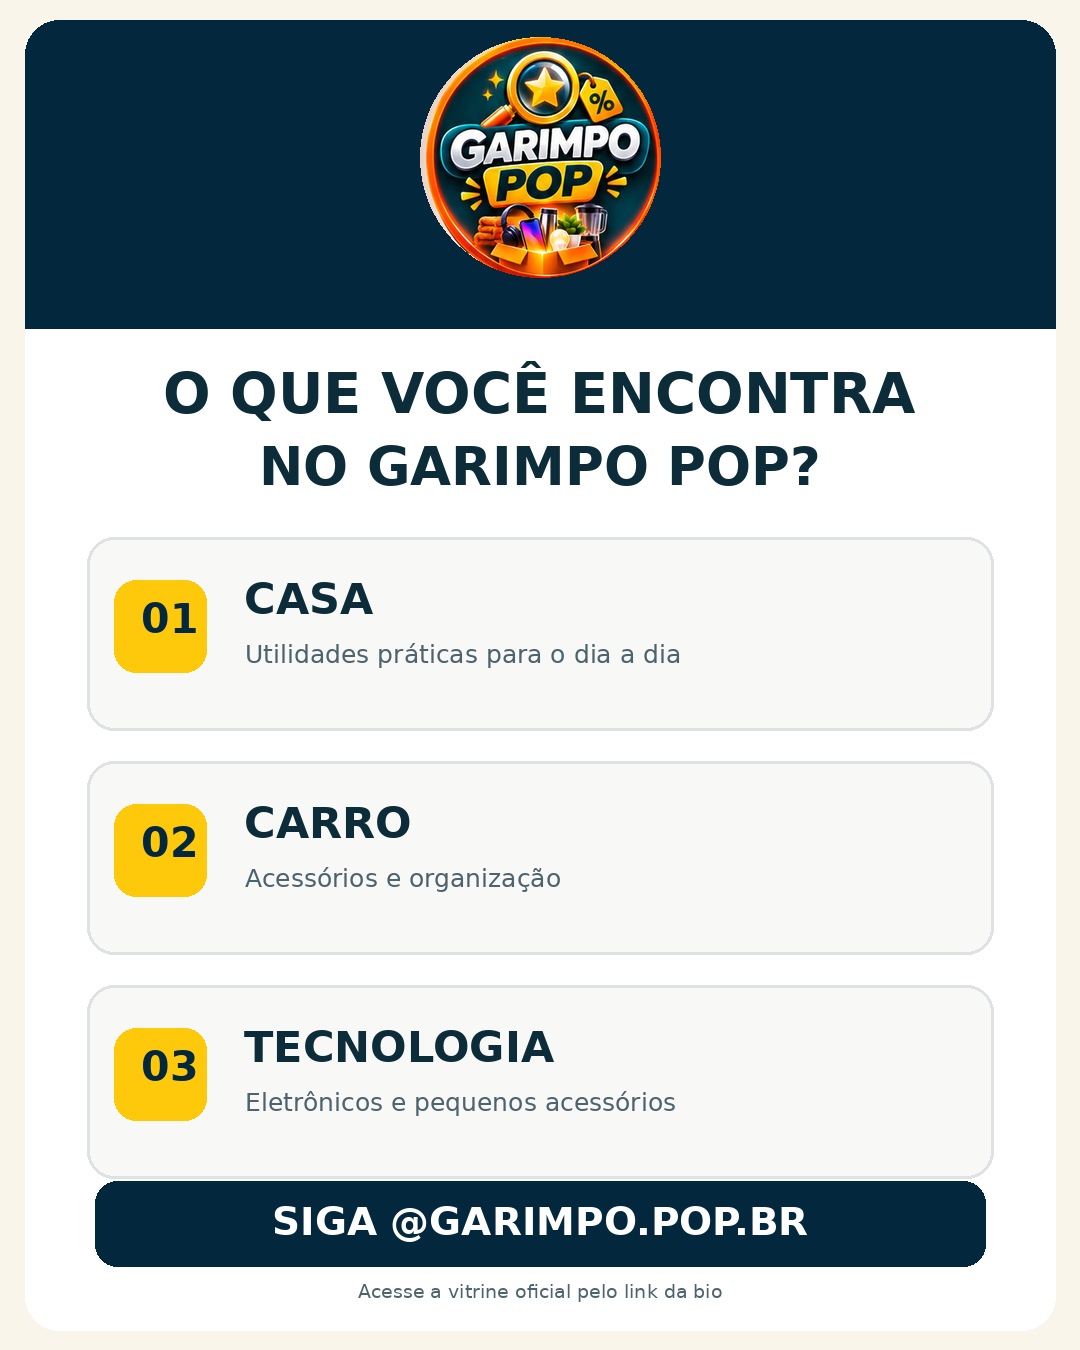 %
GARIMPO
POP
O QUE VOCÊ ENCONTRA
NO GARIMPO POP?
01
CASA
Utilidades práticas para o dia a dia
02
CARRO
Acessórios e organização
03
TECNOLOGIA
Eletrônicos e pequenos acessórios
SIGA @GARIMPO.POP.BR
Acesse a vitrine oficial pelo link da bio